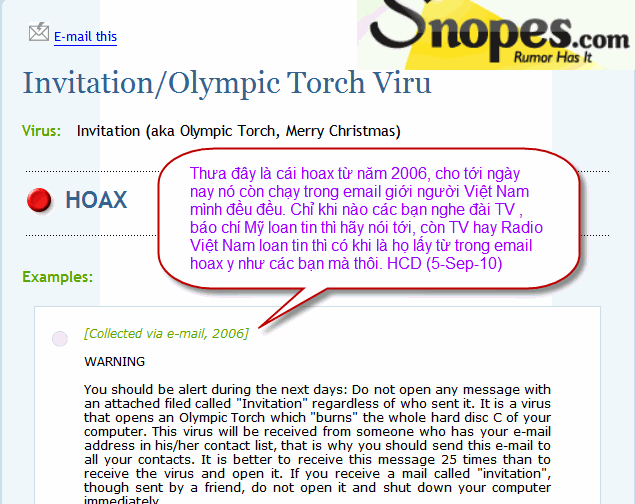 Snopes.com
Rumor Has It
E-mail this
Invitation/Olympic Torch Viru
Virus: Invitation (aka Olympic Torch, Merry Christmas)
HOAX
Thưa đây là cái hoax từ năm 2006, cho tới ngày
nay nó còn chạy trong email giới người Việt Nam
mình đều đều. Chỉ khi nào các bạn nghe đài TV ,
báo chí Mỹ loan tin thì hãy nói tới, còn TV hay Radio
Việt Nam loan tin thì có khi là họ lấy từ trong email
hoax y như các bạn mà thôi. HCD (5-Sep-10)
Examples:
[Collected via e-mail, 2006]
WARNING
You should be alert during the next days: Do not open any message with
an attached filed called "Invitation" regardless of who sent it. It is a virus
that opens an Olympic Torch which "burns" the whole hard disc C of your
computer. This virus will be received from someone who has your e-mail
address in his/her contact list, that is why you should send this e-mail to
all your contacts. It is better to receive this message 25 times than to
receive the virus and open it. If you receive a mail called "invitation",
though sent by a friend, do not open it and shut down your computer
immediately